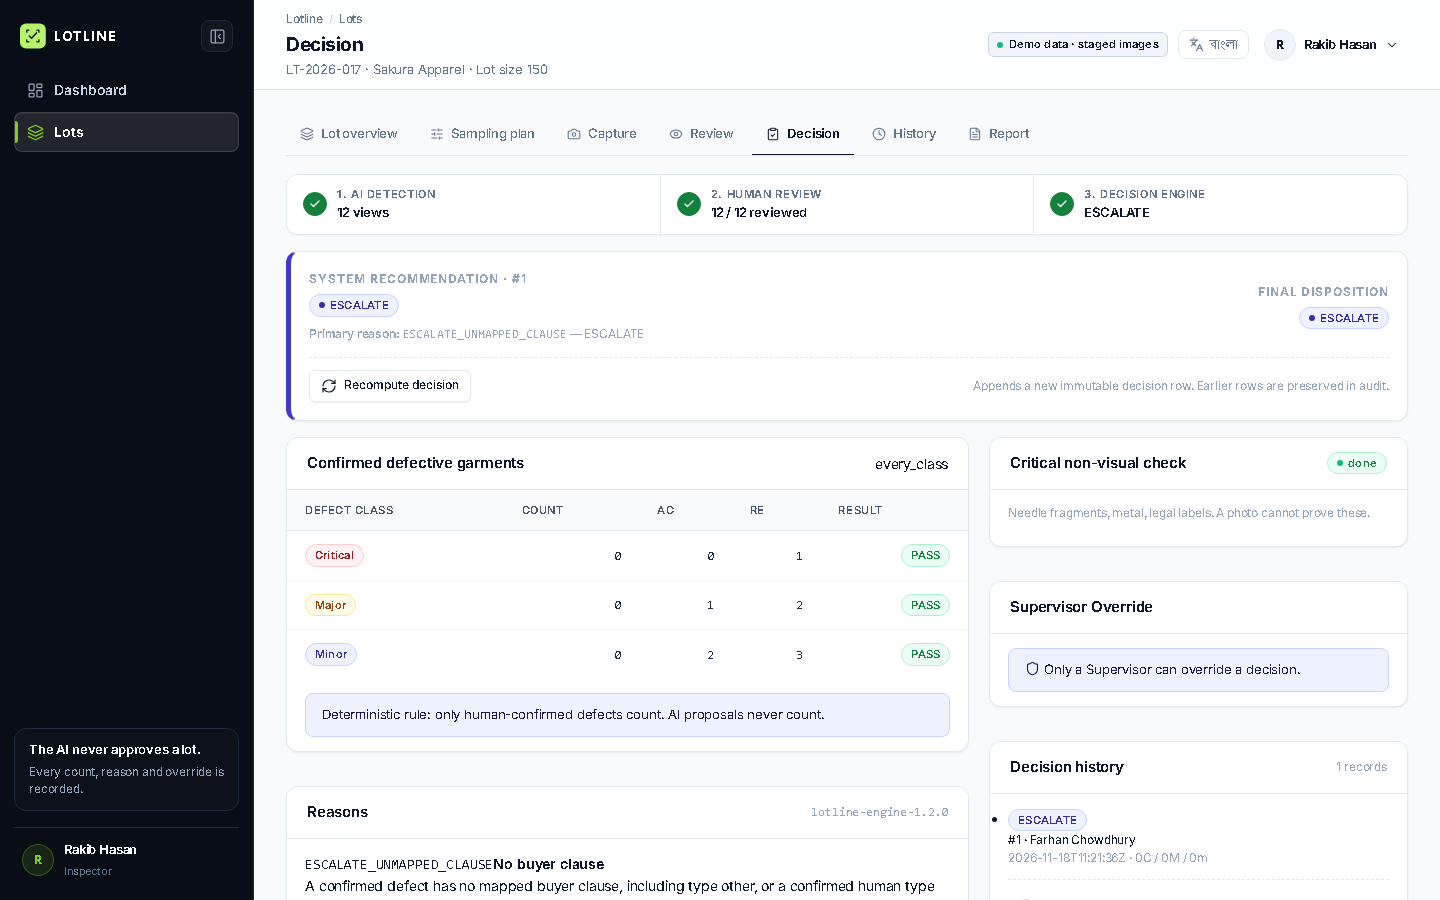 LOTLINE
Dashboard
Lots
The AI never approves a lot.
Every count, reason and override is
recorded.
R
Rakib Hasan
Inspector
Lotline / Lots
Decision
LT-2026-017 · Sakura Apparel · Lot size 150
Demo data · staged images
বাংলা
R
Rakib Hasan
Lot overview
Sampling plan
Capture
Review
Decision
History
Report
1. AI DETECTION
12 views
2. HUMAN REVIEW
12 / 12 reviewed
3. DECISION ENGINE
ESCALATE
SYSTEM RECOMMENDATION · #1
ESCALATE
Primary reason: ESCALATE_UNMAPPED_CLAUSE — ESCALATE
FINAL DISPOSITION
ESCALATE
Recompute decision
Appends a new immutable decision row. Earlier rows are preserved in audit.
Confirmed defective garments
every_class
DEFECT CLASS COUNT AC RE RESULT
Critical 0 0 1 PASS
Major 0 1 2 PASS
Minor 0 2 3 PASS
Deterministic rule: only human-confirmed defects count. AI proposals never count.
Reasons
lotline-engine-1.2.0
ESCALATE_UNMAPPED_CLAUSE No buyer clause
A confirmed defect has no mapped buyer clause, including type other, or a confirmed human type
Critical non-visual check
done
Needle fragments, metal, legal labels. A photo cannot prove these.
Supervisor Override
Only a Supervisor can override a decision.
Decision history
1 records
ESCALATE
#1 · Farhan Chowdhury
2026-11-18T11:21:36Z · 0C / 0M / 0m